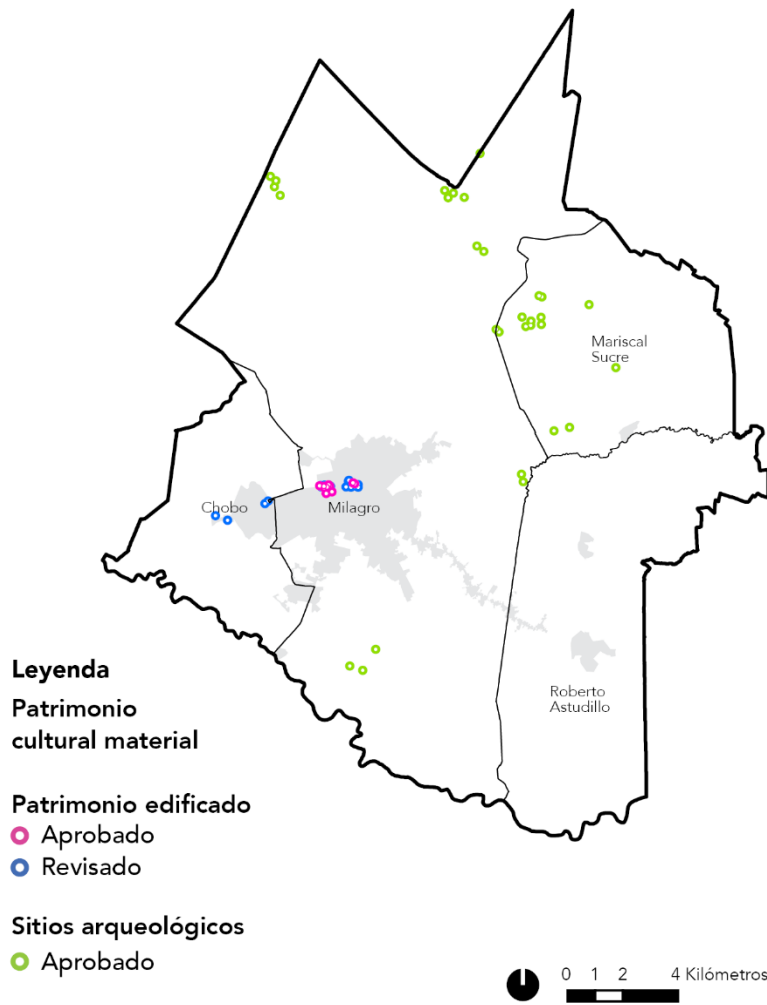 Mariscal
Sucre
Chobo
Milagro
Roberto
Astudillo
Leyenda
Patrimonio
cultural material
Patrimonio edificado
Aprobado
Revisado
Sitios arqueológicos
Aprobado
0 1 2 4 Kilómetros